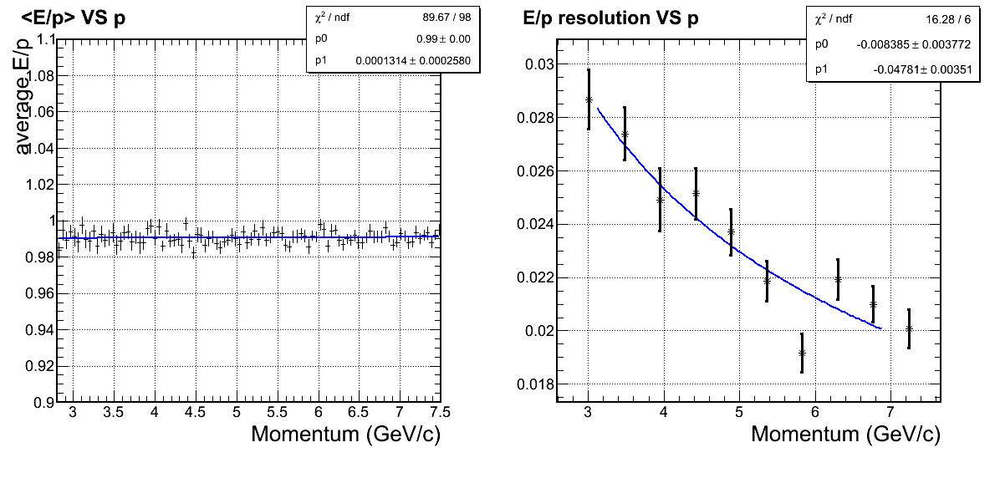 <E/p> VS p
χ² / ndf 89.67 / 98
p0 0.99 ± 0.00
p1 0.0001314 ± 0.0002580
average E/p
1.1
1.08
1.06
1.04
1.02
1
0.98
0.96
0.94
0.92
0.9
3 3.5 4 4.5 5 5.5 6 6.5 7 7.5
Momentum (GeV/c)
E/p resolution VS p
χ² / ndf 16.28 / 6
p0 -0.008385 ± 0.003772
p1 -0.04781 ± 0.00351
0.03
0.028
0.026
0.024
0.022
0.02
0.018
3 4 5 6 7
Momentum (GeV/c)